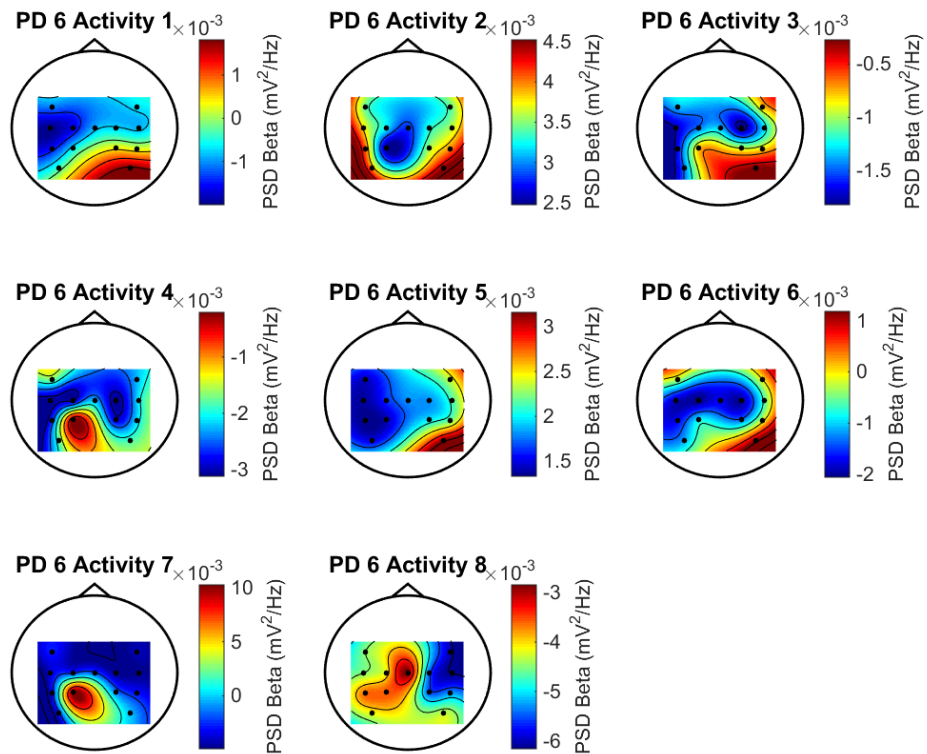 PD 6 Activity 1
×10⁻³
1
0
-1
PSD Beta (mV²/Hz)
PD 6 Activity 2
×10⁻³
4.5
4
3.5
3
2.5
PSD Beta (mV²/Hz)
PD 6 Activity 3
×10⁻³
-0.5
-1
-1.5
PSD Beta (mV²/Hz)
PD 6 Activity 4
×10⁻³
-1
-2
-3
PSD Beta (mV²/Hz)
PD 6 Activity 5
×10⁻³
3
2.5
2
1.5
PSD Beta (mV²/Hz)
PD 6 Activity 6
×10⁻³
1
0
-1
-2
PSD Beta (mV²/Hz)
PD 6 Activity 7
×10⁻³
10
5
0
PSD Beta (mV²/Hz)
PD 6 Activity 8
×10⁻³
-3
-4
-5
-6
PSD Beta (mV²/Hz)